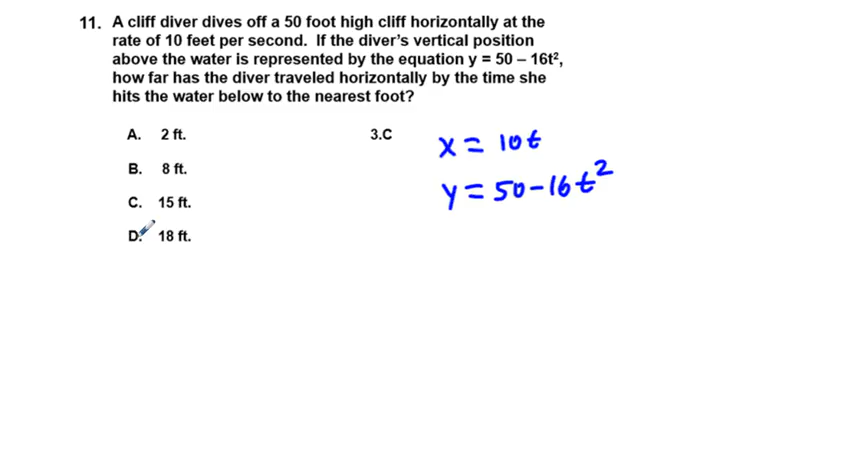 11. A cliff diver dives off a 50 foot high cliff horizontally at the
rate of 10 feet per second. If the diver's vertical position
above the water is represented by the equation y = 50 – 16t²,
how far has the diver traveled horizontally by the time she
hits the water below to the nearest foot?
A. 2 ft.
3.C
B. 8 ft.
C. 15 ft.
D. 18 ft.
x = 10t
y = 50 - 16t²